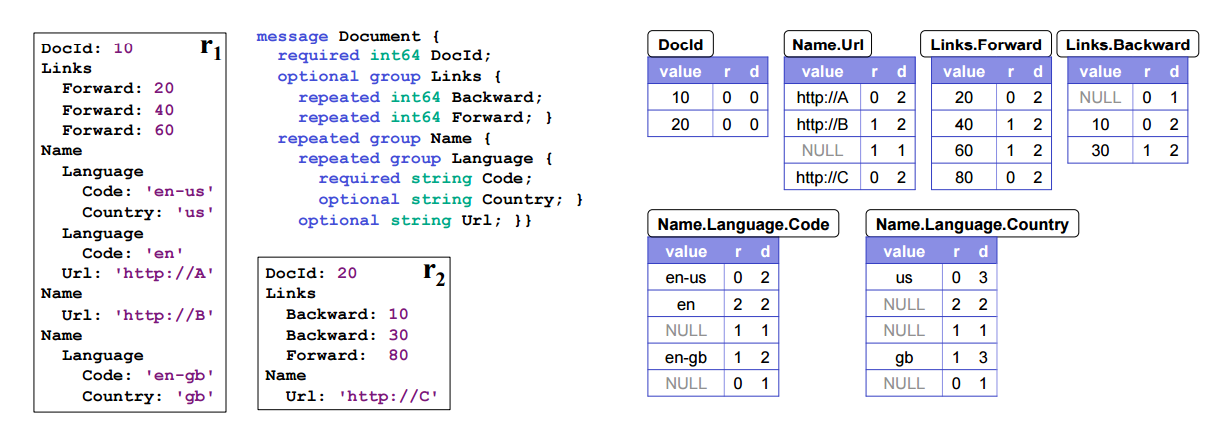 DocId: 10 r1
Links
Forward: 20
Forward: 40
Forward: 60
Name
Language
Code: 'en-us'
Country: 'us'
Language
Code: 'en'
Url: 'http://A'
Name
Url: 'http://B'
Name
Language
Code: 'en-gb'
Country: 'gb'
message Document {
required int64 DocId;
optional group Links {
repeated int64 Backward;
repeated int64 Forward; }
repeated group Name {
repeated group Language {
required string Code;
optional string Country; }
optional string Url; }}
DocId: 20 r2
Links
Backward: 10
Backward: 30
Forward: 80
Name
Url: 'http://C'
DocId
value r d
10 0 0
20 0 0
Name.Url
value r d
http://A 0 2
http://B 1 2
NULL 1 1
http://C 0 2
Links.Forward
value r d
20 0 2
40 1 2
60 1 2
80 0 2
Links.Backward
value r d
NULL 0 1
10 0 2
30 1 2
Name.Language.Code
value r d
en-us 0 2
en 2 2
NULL 1 1
en-gb 1 2
NULL 0 1
Name.Language.Country
value r d
us 0 3
NULL 2 2
NULL 1 1
gb 1 3
NULL 0 1